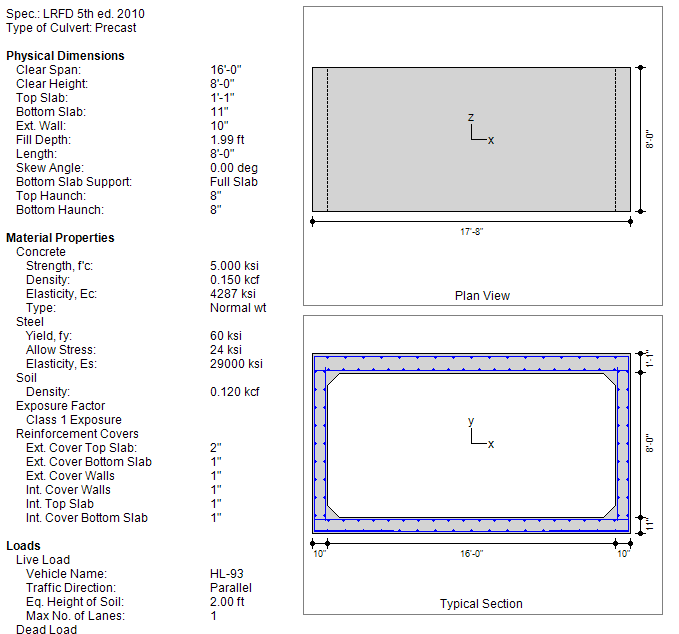 Spec.: LRFD 5th ed. 2010
Type of Culvert: Precast
Physical Dimensions
Clear Span: 16'-0"
Clear Height: 8'-0"
Top Slab: 1'-1"
Bottom Slab: 11"
Ext. Wall: 10"
Fill Depth: 1.99 ft
Length: 8'-0"
Skew Angle: 0.00 deg
Bottom Slab Support: Full Slab
Top Haunch: 8"
Bottom Haunch: 8"
Material Properties
Concrete
Strength, f'c: 5.000 ksi
Density: 0.150 kcf
Elasticity, Ec: 4287 ksi
Type: Normal wt
Steel
Yield, fy: 60 ksi
Allow Stress: 24 ksi
Elasticity, Es: 29000 ksi
Soil
Density: 0.120 kcf
Exposure Factor
Class 1 Exposure
Reinforcement Covers
Ext. Cover Top Slab: 2"
Ext. Cover Bottom Slab 1"
Ext. Cover Walls 1"
Int. Cover Walls 1"
Int. Top Slab 1"
Int. Cover Bottom Slab 1"
Loads
Live Load
Vehicle Name: HL-93
Traffic Direction: Parallel
Eq. Height of Soil: 2.00 ft
Max No. of Lanes: 1
Dead Load
z
x
8'-0"
17'-8"
Plan View
1'-1"
y
x
8'-0"
11"
10" 16'-0" 10"
Typical Section